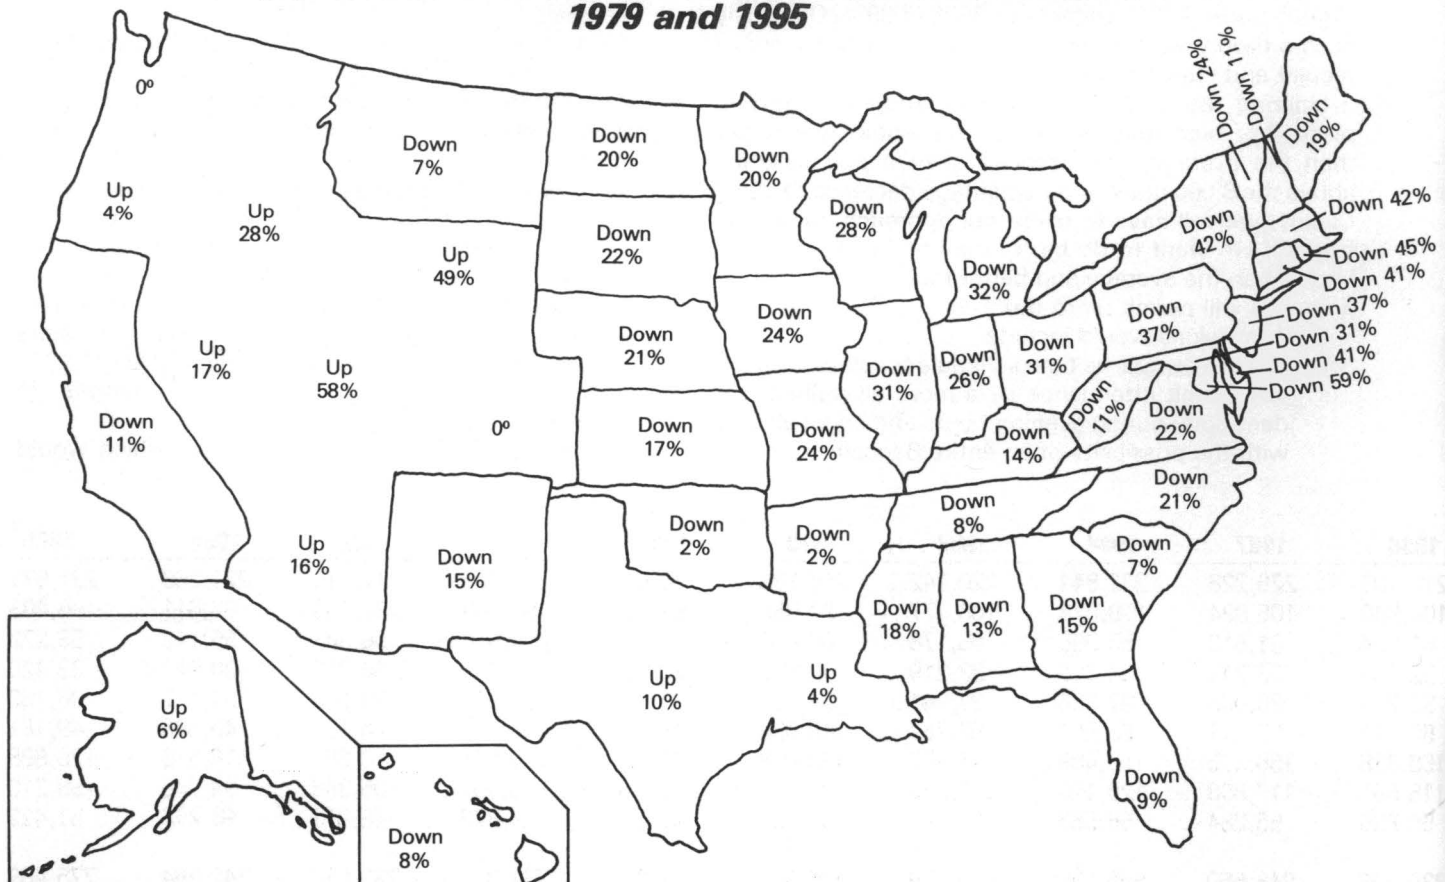 1979 and 1995
Down 24%
Down 11%
Down
19%
0º
Down
7%
Down
20%
Down
20%
Up
4%
Up
28%
Up
49%
Down
22%
Down
28%
Down
32%
Down
42%
Down 42%
Down 45%
Down 41%
Down 37%
Down 31%
Down 41%
Down 59%
Up
17%
Up
58%
Down
21%
Down
24%
Down
31%
Down
26%
Down
31%
Down
37%
Down
11%
Down
22%
Down
11%
0º
Down
17%
Down
24%
Down
14%
Down
21%
Up
16%
Down
15%
Down
2%
Down
2%
Down
8%
Down
7%
Down
18%
Down
13%
Down
15%
Up
10%
Up
4%
Down
9%
Up
6%
Down
8%